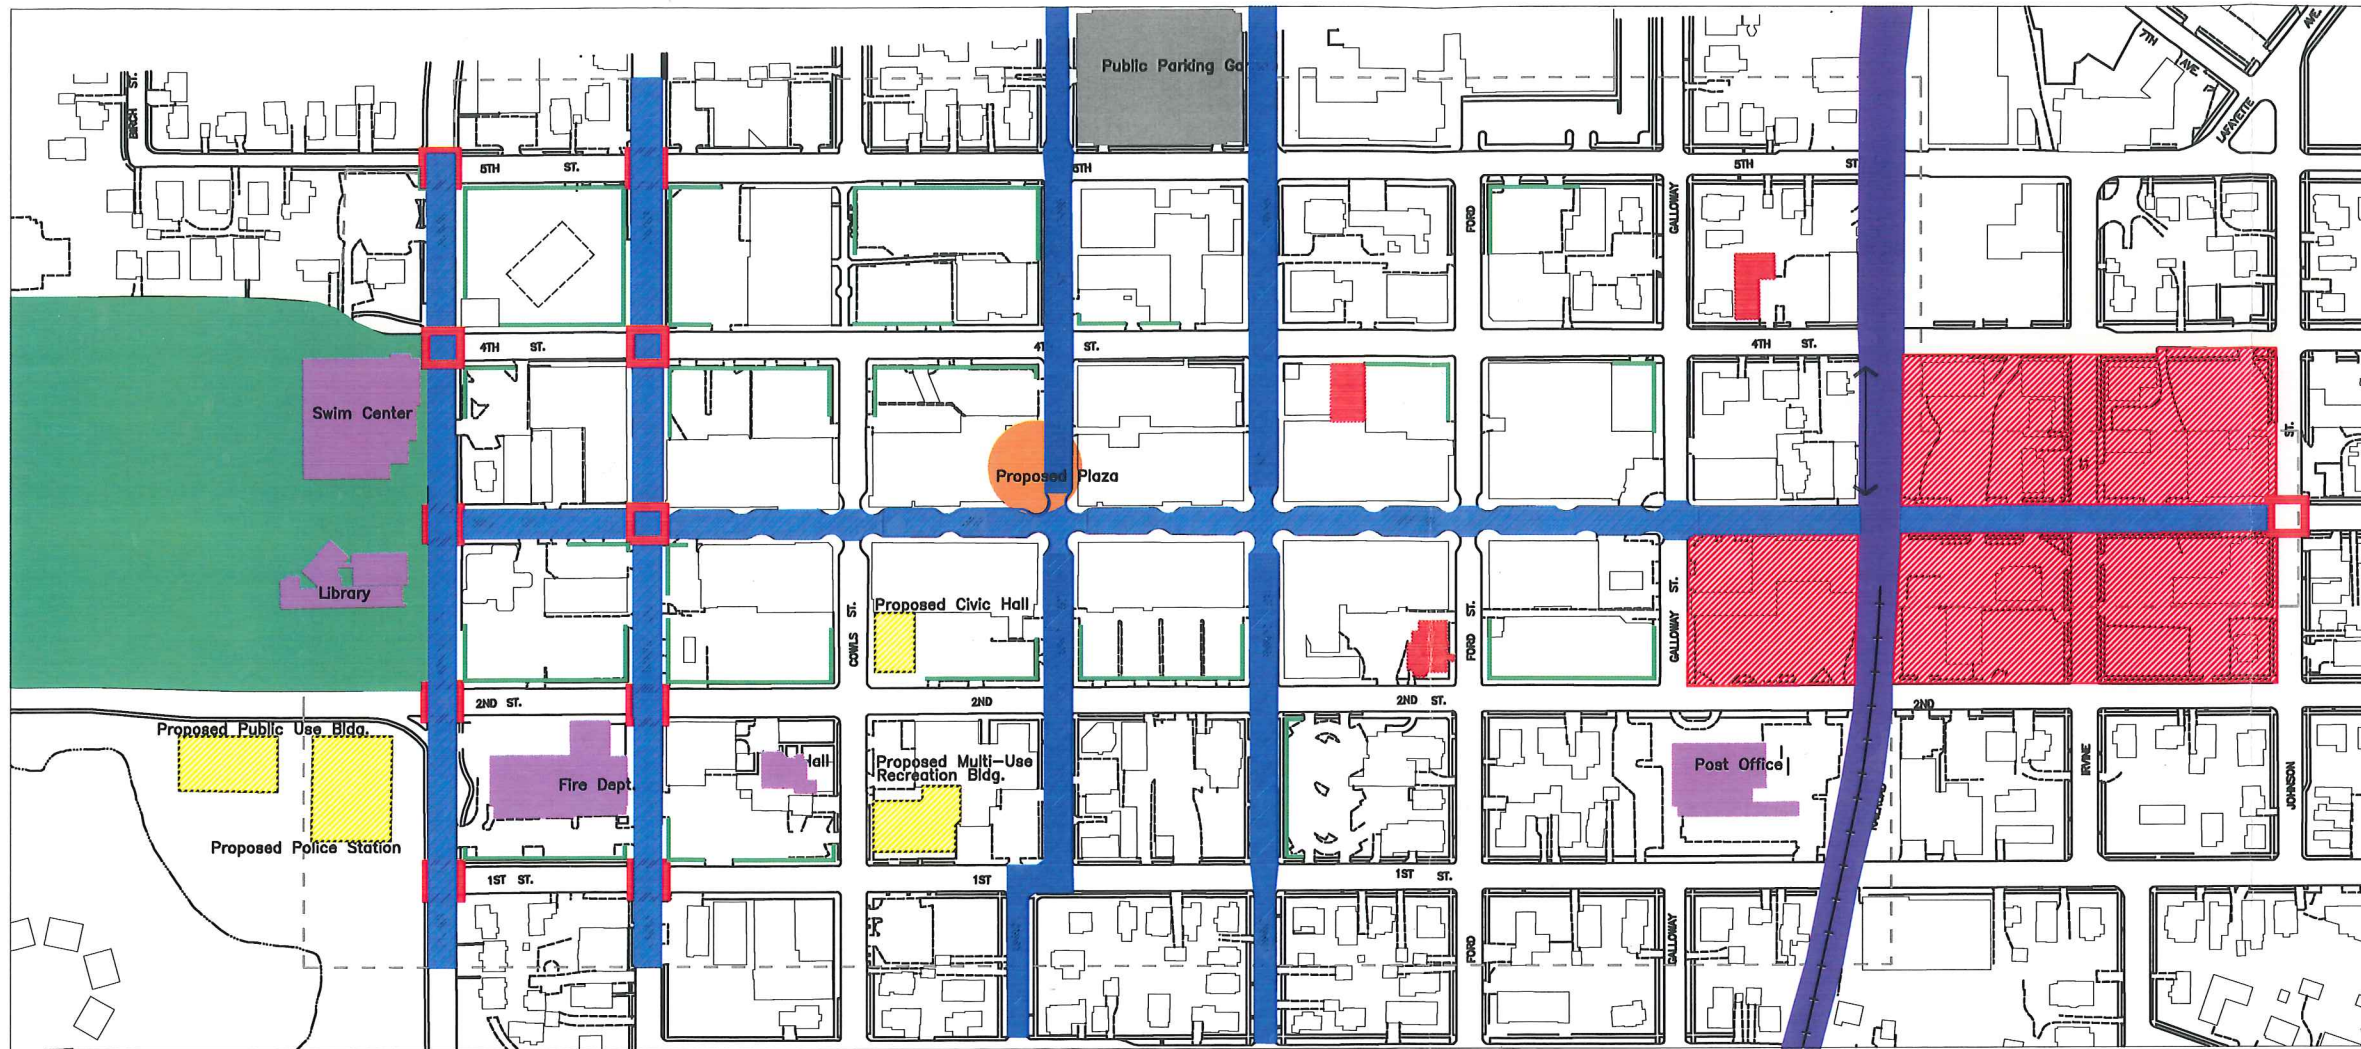 Public Parking Ga
7TH
AVE.
AVE.
LAFAYETTE
BIRCH ST.
5TH ST.
5TH
5TH ST.
FORD
GALLOWAY
4TH ST.
ST.
4TH ST.
Swim Center
Proposed Plaza
ST.
ST.
Library
Proposed Civic Hall
COWLS ST.
FORD ST.
GALLOWAY ST.
2ND ST.
2ND
2ND ST.
2ND
Proposed Public Use Bldg.
Fire Dept.
Hall
Proposed Multi-Use
Recreation Bldg.
Post Office
IRVINE
JOHNSON
Proposed Police Station
1ST ST.
1ST
1ST ST.
FORD
GALLOWAY